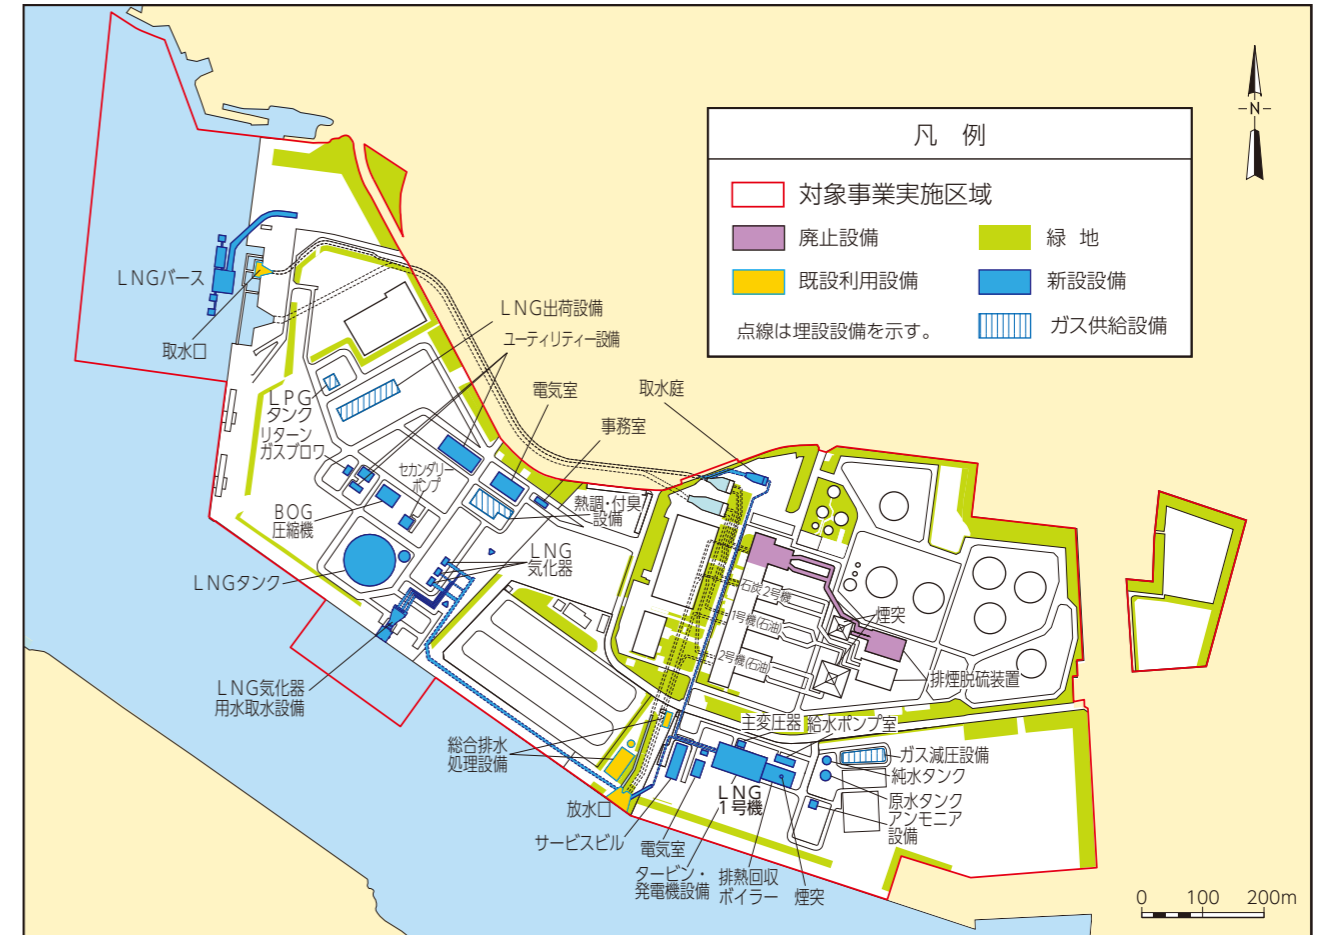 N
凡 例
対象事業実施区域
廃止設備
緑 地
既設利用設備
新設設備
点線は埋設設備を示す。
ガス供給設備
LNGバース
取水口
LNG出荷設備
ユーティリティー設備
電気室
取水庭
事務室
LPG
タンク
リターン
ガスブロワ
セカンダリー
ポンプ
熱調・付臭
設備
BOG
圧縮機
LNG
気化器
LNGタンク
石炭2号機
1号機(石油)
煙突
2号機(石油)
排煙脱硫装置
LNG気化器
用水取水設備
主変圧器
給水ポンプ室
総合排水
処理設備
ガス減圧設備
純水タンク
LNG
1号機
原水タンク
アンモニア
設備
放水口
サービスビル
電気室
タービン・
発電機設備
排熱回収
ボイラー
煙突
0 100 200m